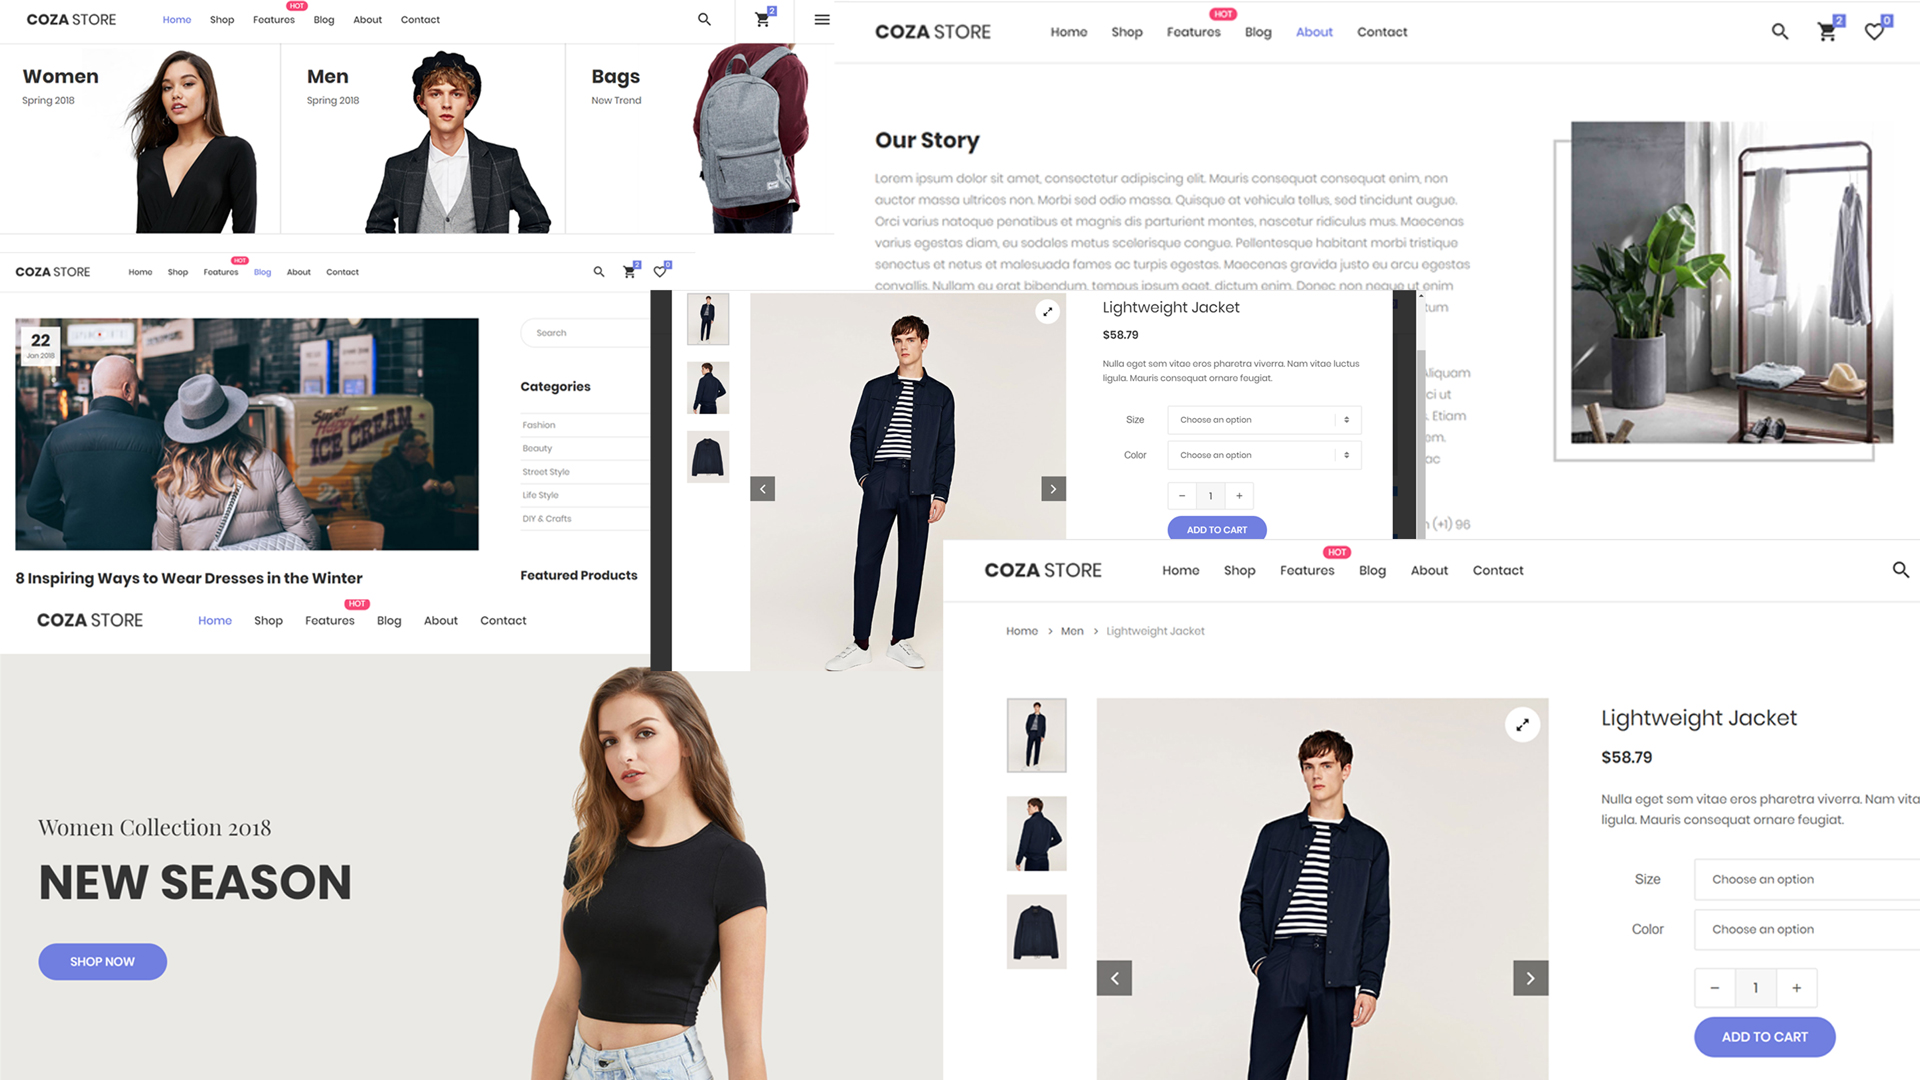 COZA STORE
Home Shop Features Blog About Contact
HOT
2
Women
Spring 2018
Men
Spring 2018
Bags
New Trend
COZA STORE
Home Shop Features Blog About Contact
HOT
2
0
Our Story
Lorem ipsum dolor sit amet, consectetur adipiscing elit. Mauris consequat consequat enim, non
auctor massa ultrices non. Morbi sed odio massa. Quisque at vehicula tellus, sed tincidunt augue.
Orci varius natoque penatibus et magnis dis parturient montes, nascetur ridiculus mus. Maecenas
varius egestas diam, eu sodales metus scelerisque congue. Pellentesque habitant morbi tristique
senectus et netus et malesuada fames ac turpis egestas. Maecenas gravida justo eu arcu egestas
convallis. Nullam eu erat bibendum, tempus ipsum eget, dictum enim. Donec non neque ut enim
tum
Aliquam
ci ut
. Etiam
em.
ac
(+1) 96
COZA STORE
Home Shop Features Blog About Contact
HOT
2
0
22
Jan 2018
Super
Happy
ICE CREAM
8 Inspiring Ways to Wear Dresses in the Winter
Search
Categories
Fashion
Beauty
Street Style
Life Style
DIY & Crafts
Featured Products
Lightweight Jacket
$58.79
Nulla eget sem vitae eros pharetra viverra. Nam vitae luctus
ligula. Mauris consequat ornare feugiat.
Size Choose an option
Color Choose an option
− 1 +
ADD TO CART
COZA STORE
Home Shop Features Blog About Contact
HOT
Women Collection 2018
NEW SEASON
SHOP NOW
COZA STORE
Home Shop Features Blog About Contact
HOT
Home > Men > Lightweight Jacket
Lightweight Jacket
$58.79
Nulla eget sem vitae eros pharetra viverra. Nam vita
ligula. Mauris consequat ornare feugiat.
Size Choose an option
Color Choose an option
− 1 +
ADD TO CART